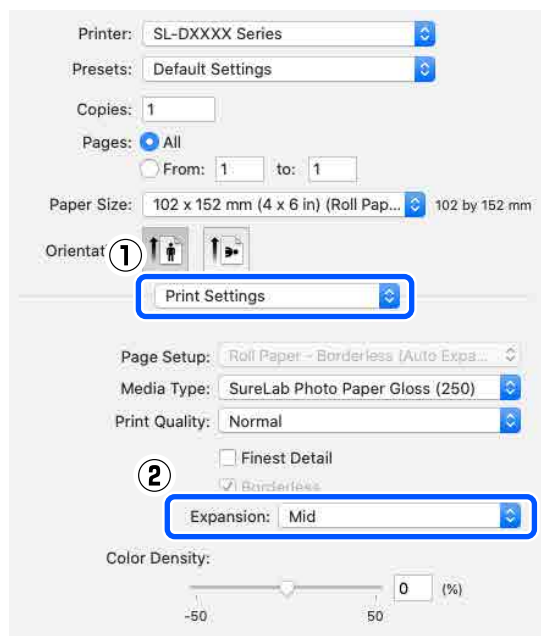 Printer: SL-DXXXX Series
Presets: Default Settings
Copies: 1
Pages: All
From: 1 to: 1
Paper Size: 102 x 152 mm (4 x 6 in) (Roll Pap... 102 by 152 mm
Orientat
1
Print Settings
Page Setup: Roll Paper - Borderless (Auto Expa...
Media Type: SureLab Photo Paper Gloss (250)
Print Quality: Normal
Finest Detail
2
Borderless
Expansion: Mid
Color Density:
0 (%)
-50 50